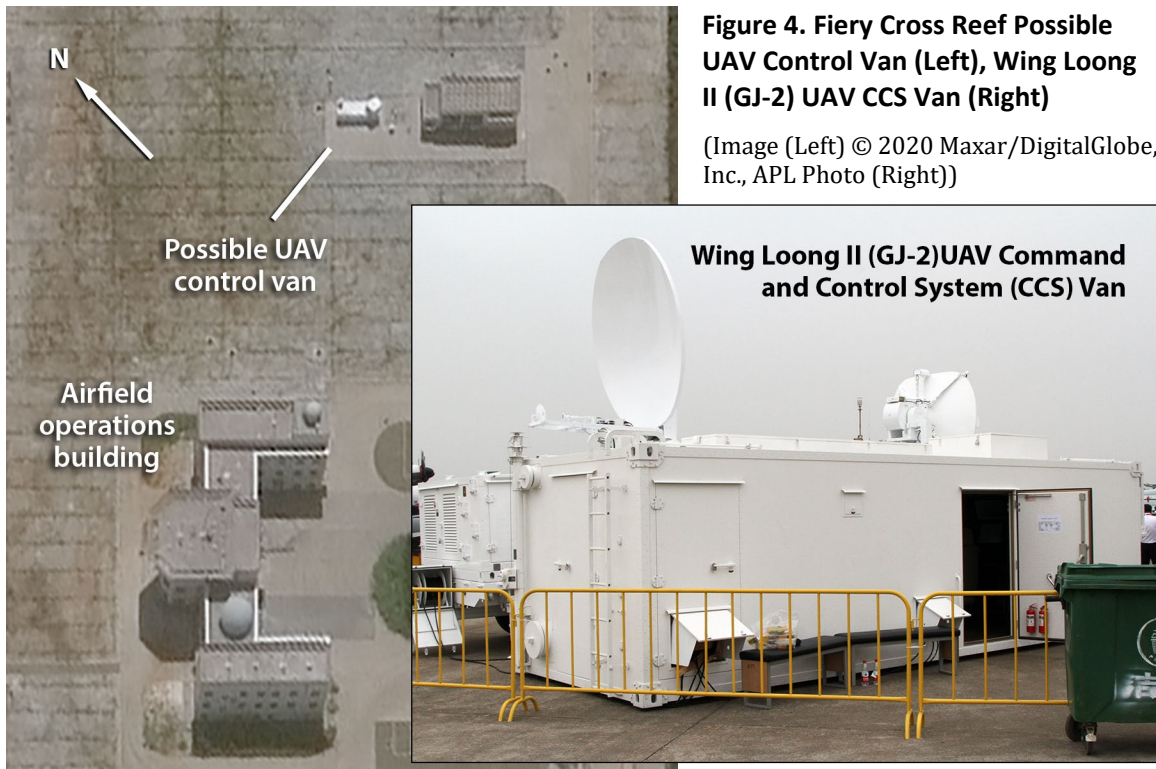 Figure 4. Fiery Cross Reef Possible
UAV Control Van (Left), Wing Loong
II (GJ-2) UAV CCS Van (Right)
(Image (Left) © 2020 Maxar/DigitalGlobe,
Inc., APL Photo (Right))
N
Possible UAV
control van
Airfield
operations
building
Wing Loong II (GJ-2)UAV Command
and Control System (CCS) Van